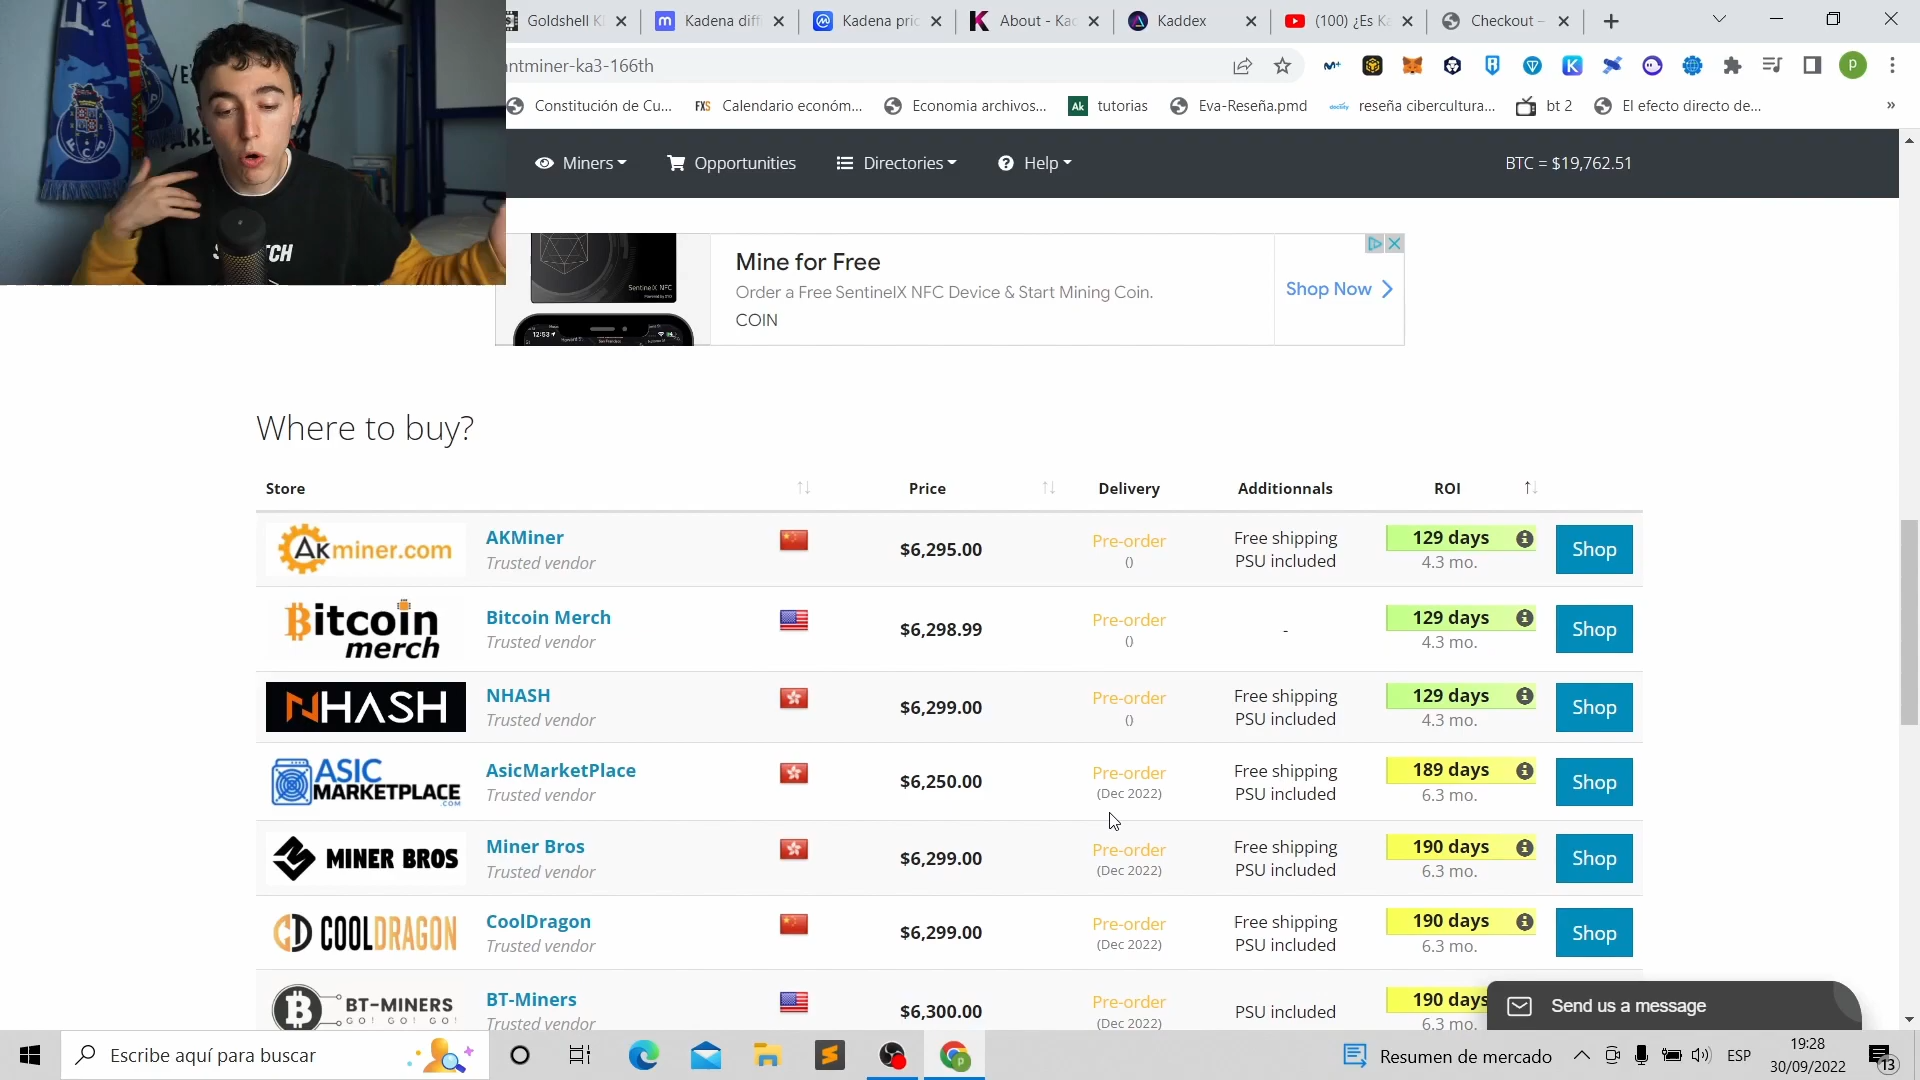 Goldshell K
Kadena diff
Kadena pric
About - Kad
Kaddex
(100) ¿Es Ka
Checkout –
antminer-ka3-166th
Constitución de Cu...
Calendario económ...
Economia archivos...
tutorias
Eva-Reseña.pmd
reseña cibercultura...
bt 2
El efecto directo de...
»
Miners
Opportunities
Directories
Help
BTC = $19,762.51
Mine for Free
Order a Free SentinelX NFC Device & Start Mining Coin.
COIN
Shop Now
SentinelX NFC
12:53
Where to buy?
Store Price Delivery Additionnals ROI
AKminer.com AKMiner $6,295.00 Pre-order Free shipping 129 days Shop
Trusted vendor () PSU included 4.3 mo.
Bitcoin merch Bitcoin Merch $6,298.99 Pre-order - 129 days Shop
Trusted vendor () 4.3 mo.
NHASH NHASH $6,299.00 Pre-order Free shipping 129 days Shop
Trusted vendor () PSU included 4.3 mo.
ASIC MARKETPLACE.COM AsicMarketPlace $6,250.00 Pre-order Free shipping 189 days Shop
Trusted vendor (Dec 2022) PSU included 6.3 mo.
MINER BROS Miner Bros $6,299.00 Pre-order Free shipping 190 days Shop
Trusted vendor (Dec 2022) PSU included 6.3 mo.
COOLDRAGON CoolDragon $6,299.00 Pre-order Free shipping 190 days Shop
Trusted vendor (Dec 2022) PSU included 6.3 mo.
BT-MINERS GO! GO! GO! BT-Miners $6,300.00 Pre-order PSU included 190 days
Trusted vendor (Dec 2022) 6.3 mo.
Send us a message
Escribe aquí para buscar
Resumen de mercado
ESP
19:28
30/09/2022
13